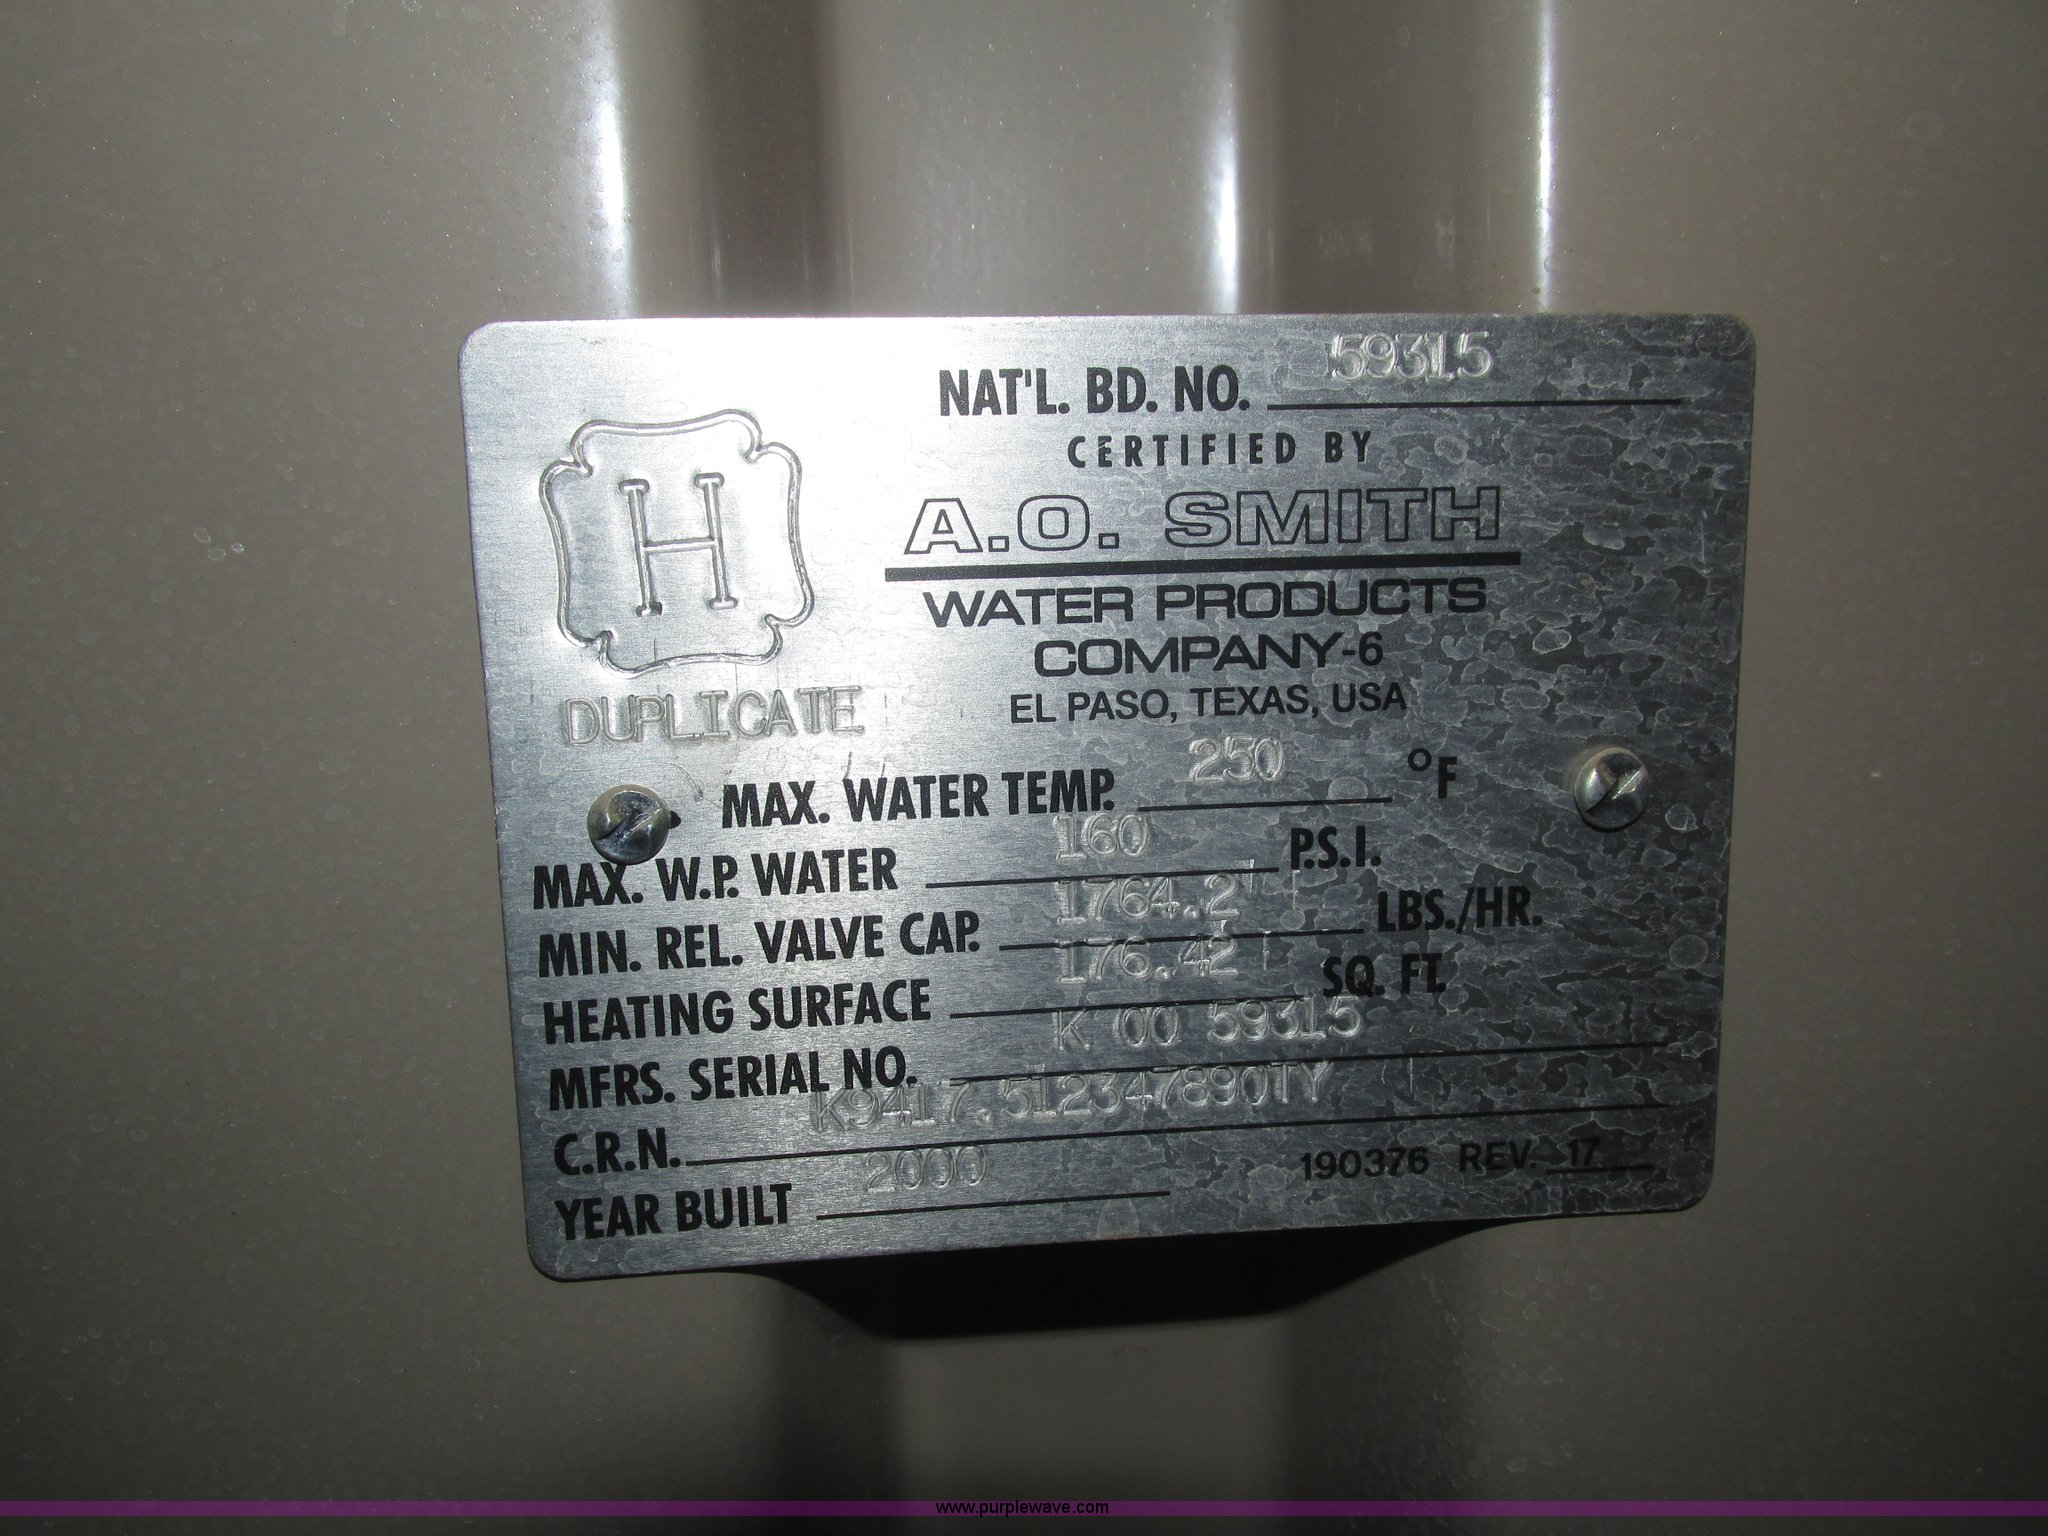 NAT'L. BD. NO. 59315
CERTIFIED BY
A.O. SMITH
WATER PRODUCTS
COMPANY-6
EL PASO, TEXAS, USA
H
DUPLICATE
MAX. WATER TEMP. 250 °F
MAX. W.P. WATER 160 P.S.I.
MIN. REL. VALVE CAP. 1764.2 LBS./HR.
HEATING SURFACE 176.42 SQ. FT.
MFRS. SERIAL NO. K 00 59315
C.R.N. K9417.512347890TY
YEAR BUILT 2000
190376 REV. 17
www.purplewave.com